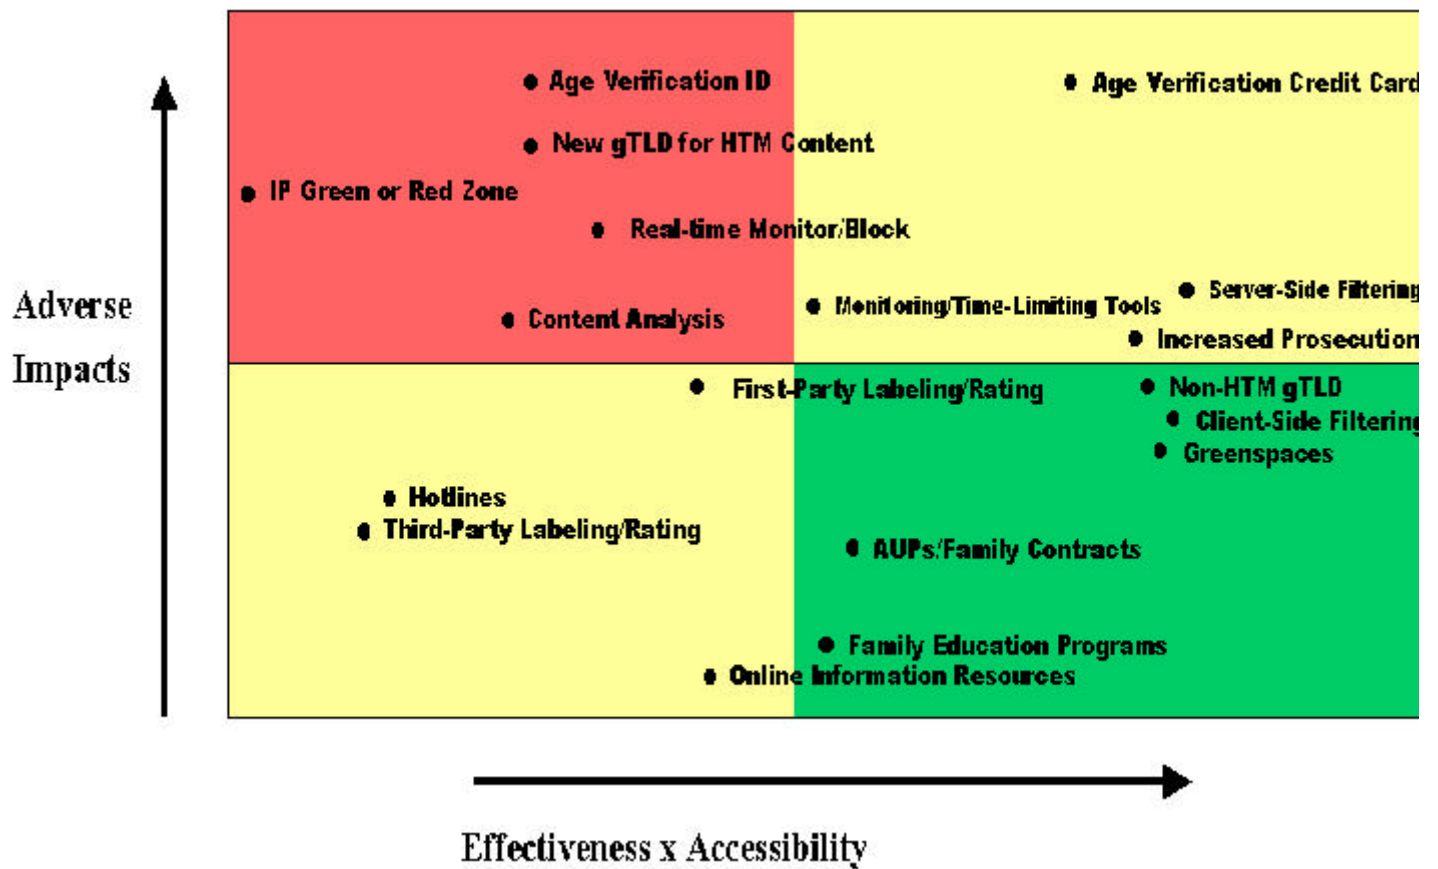 Age Verification ID
Age Verification Credit Card
New gTLD for HTM Content
IP Green or Red Zone
Real-time Monitor/Block
Server-Side Filtering
Monitoring/Time-Limiting Tools
Content Analysis
Increased Prosecution
Adverse
Impacts
First-Party Labeling/Rating
Non-HTM gTLD
Client-Side Filtering
Greenspaces
Hotlines
Third-Party Labeling/Rating
AUPs/Family Contracts
Family Education Programs
Online Information Resources
Effectiveness x Accessibility